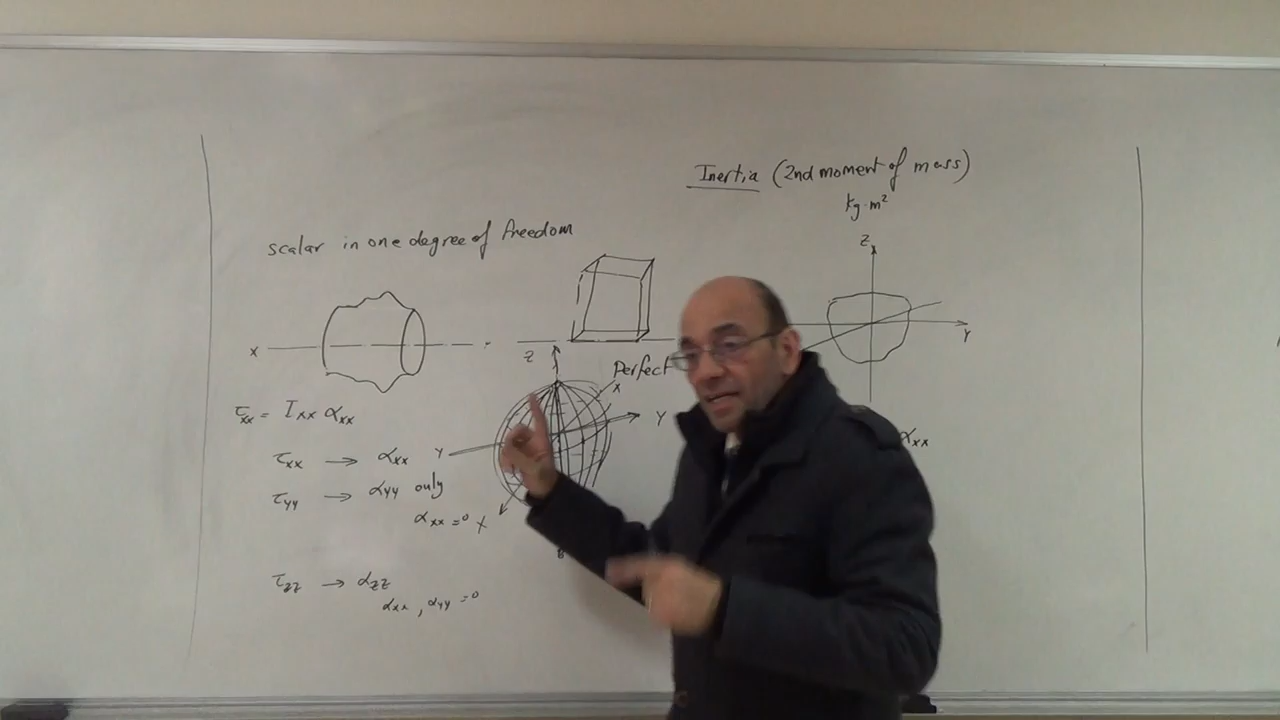 Inertia (2nd moment of mass)
kg·m²
scalar in one degree of freedom
Z
Y
X
Z
Perfect
X
Y
Y
X
τxx = Ixx αxx
τxx → αxx
τyy → αyy only
αxx = 0
τzz → αzz
αxx, αyy = 0
αxx